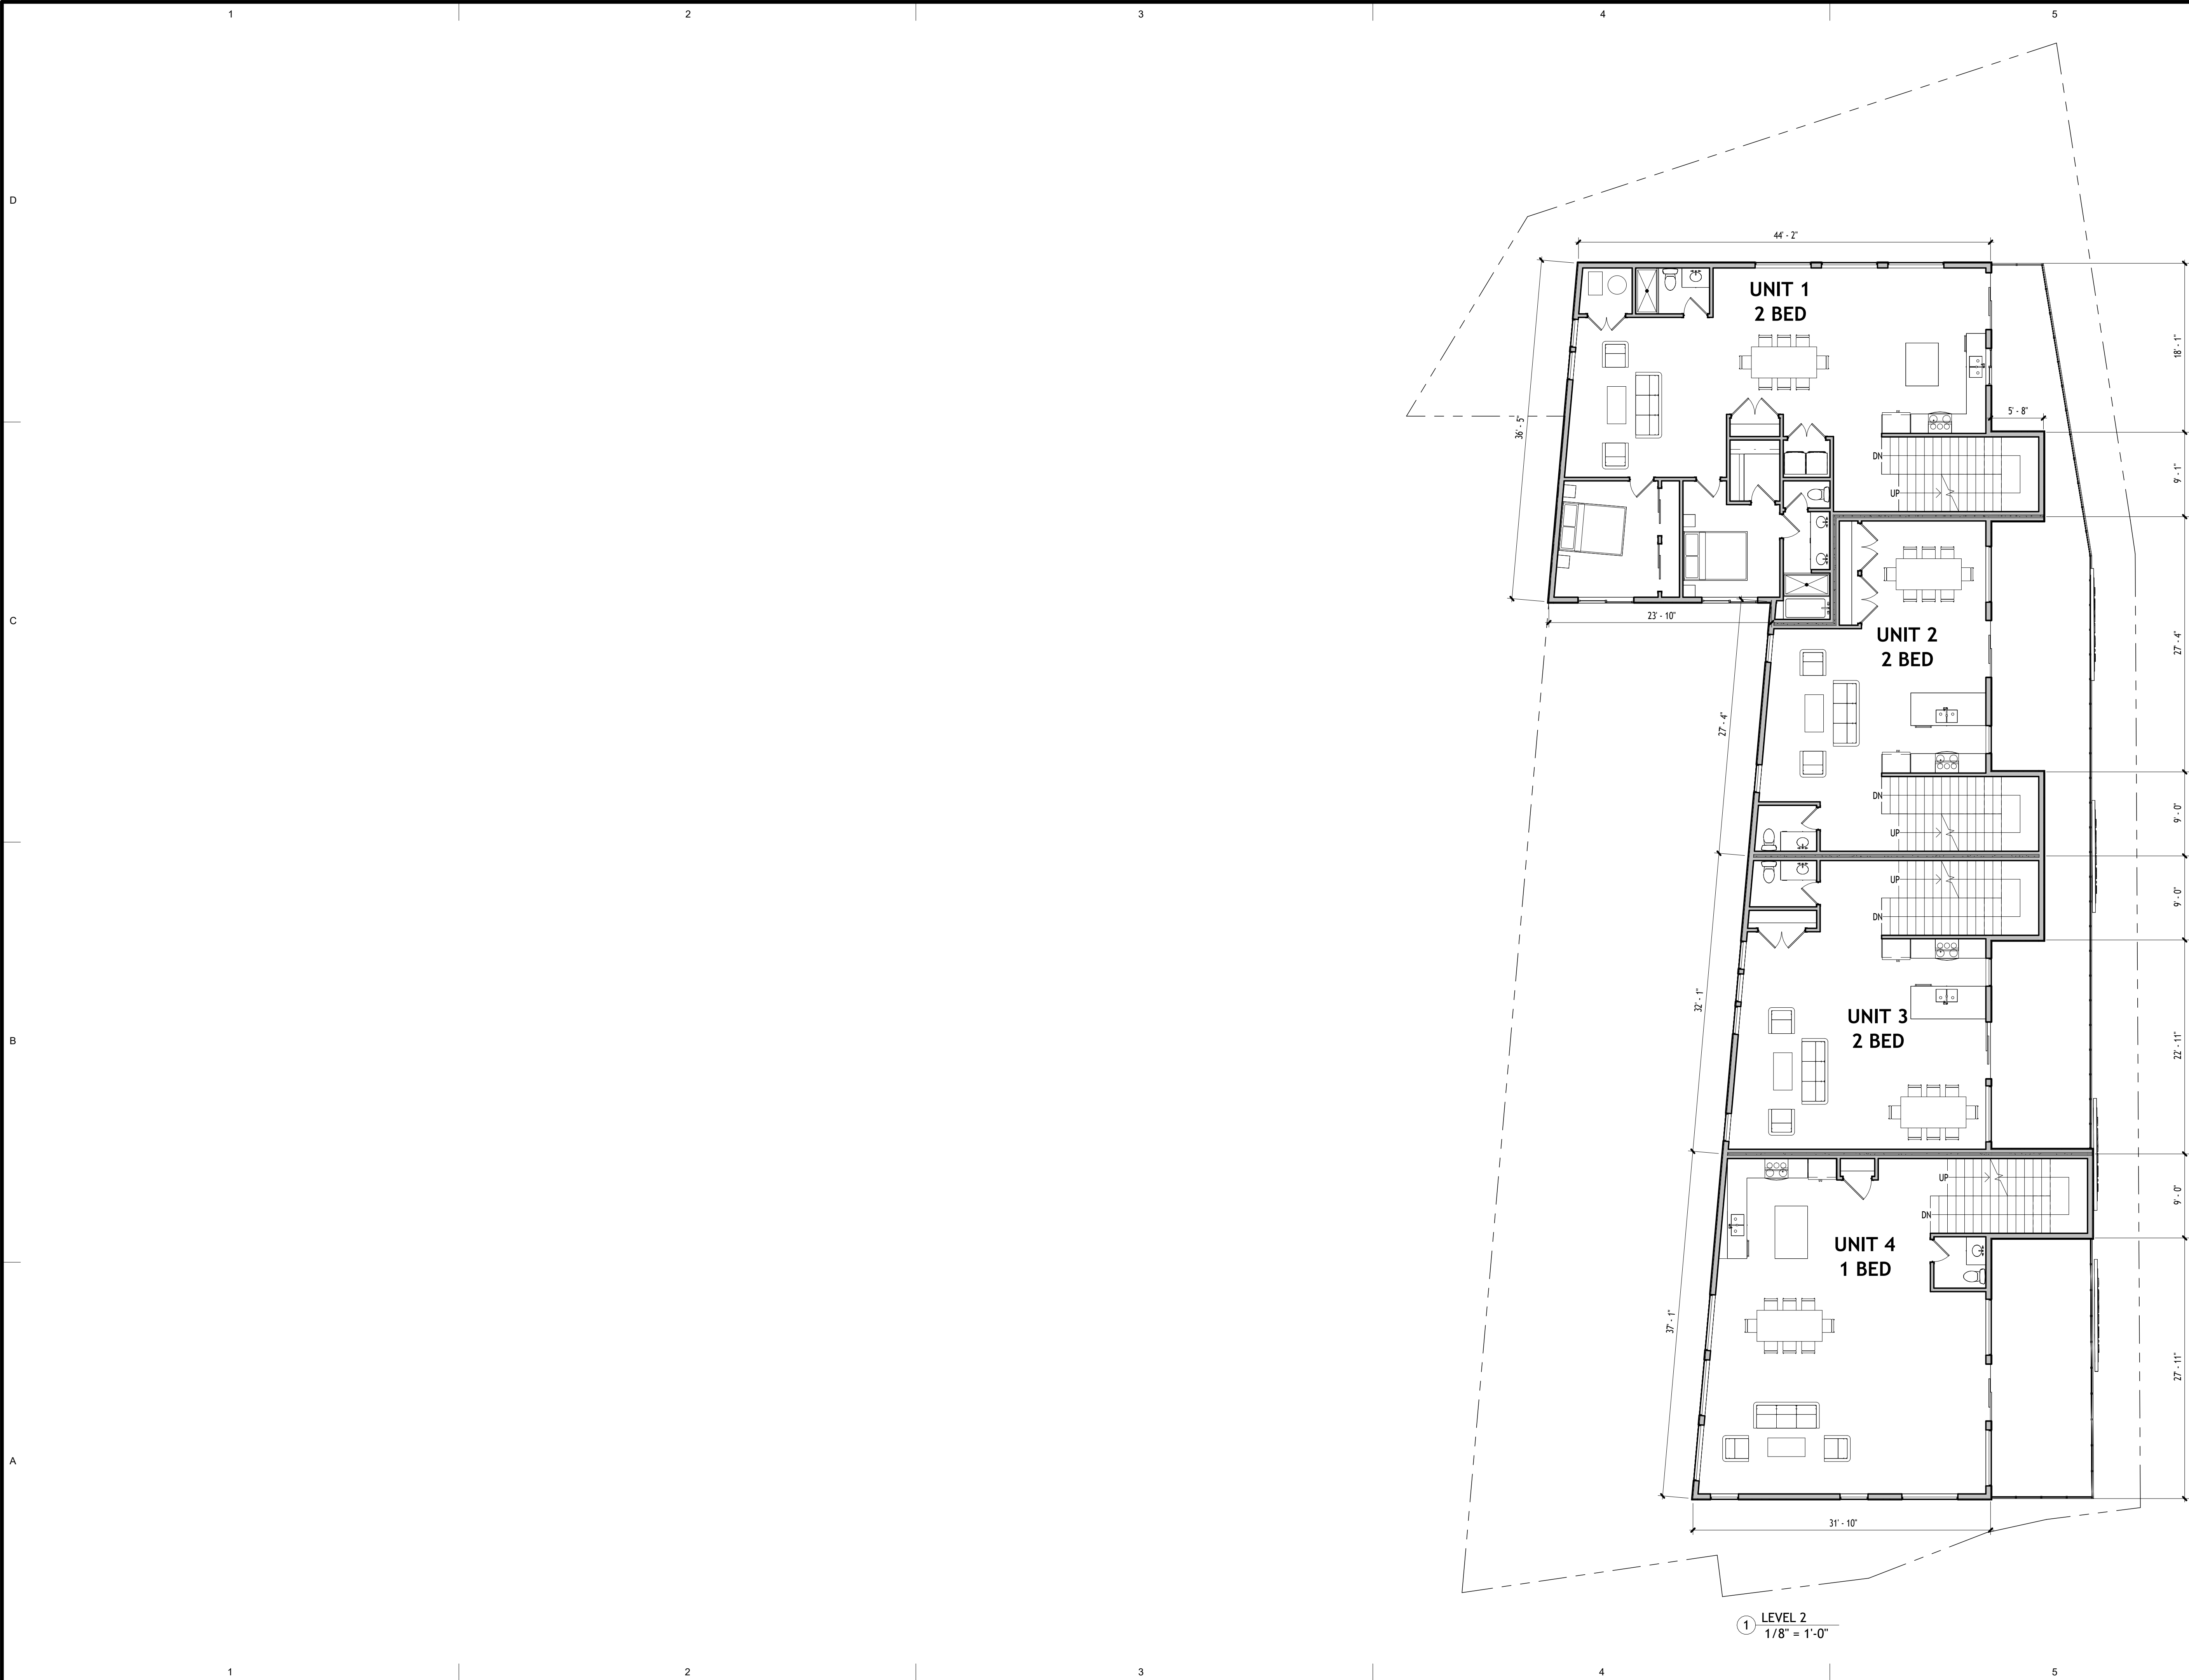 1 2 3 4 5
D
44' - 2"
UNIT 1
2 BED
18' - 1"
5' - 8"
36' - 5"
DN
9' - 1"
UP
C
23' - 10"
UNIT 2
2 BED
27' - 4"
27' - 4"
DN
9' - 0"
UP
UP
9' - 0"
DN
32' - 1"
B
UNIT 3
2 BED
22' - 11"
UP
9' - 0"
DN
UNIT 4
1 BED
37' - 1"
27' - 11"
A
31' - 10"
1 LEVEL 2
1/8" = 1'-0"
1 2 3 4 5